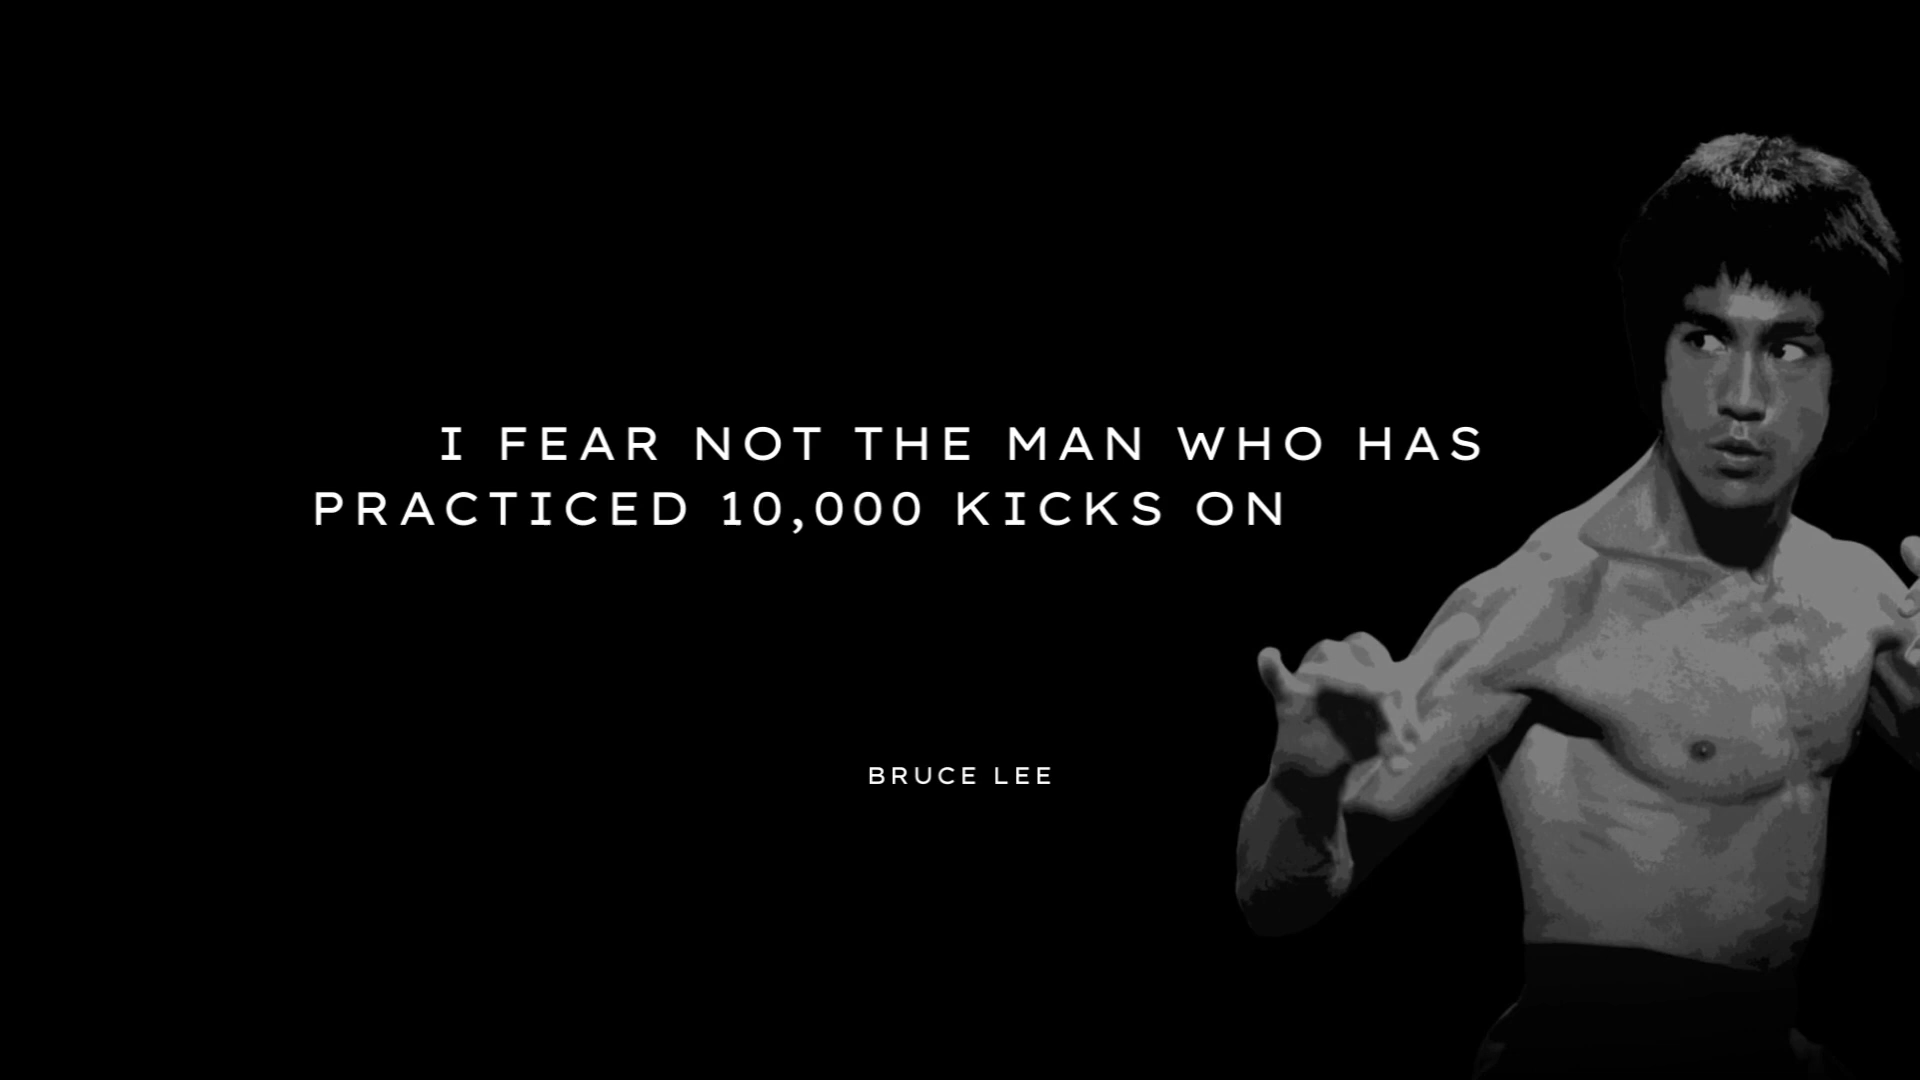 I FEAR NOT THE MAN WHO HAS
PRACTICED 10,000 KICKS ON
BRUCE LEE